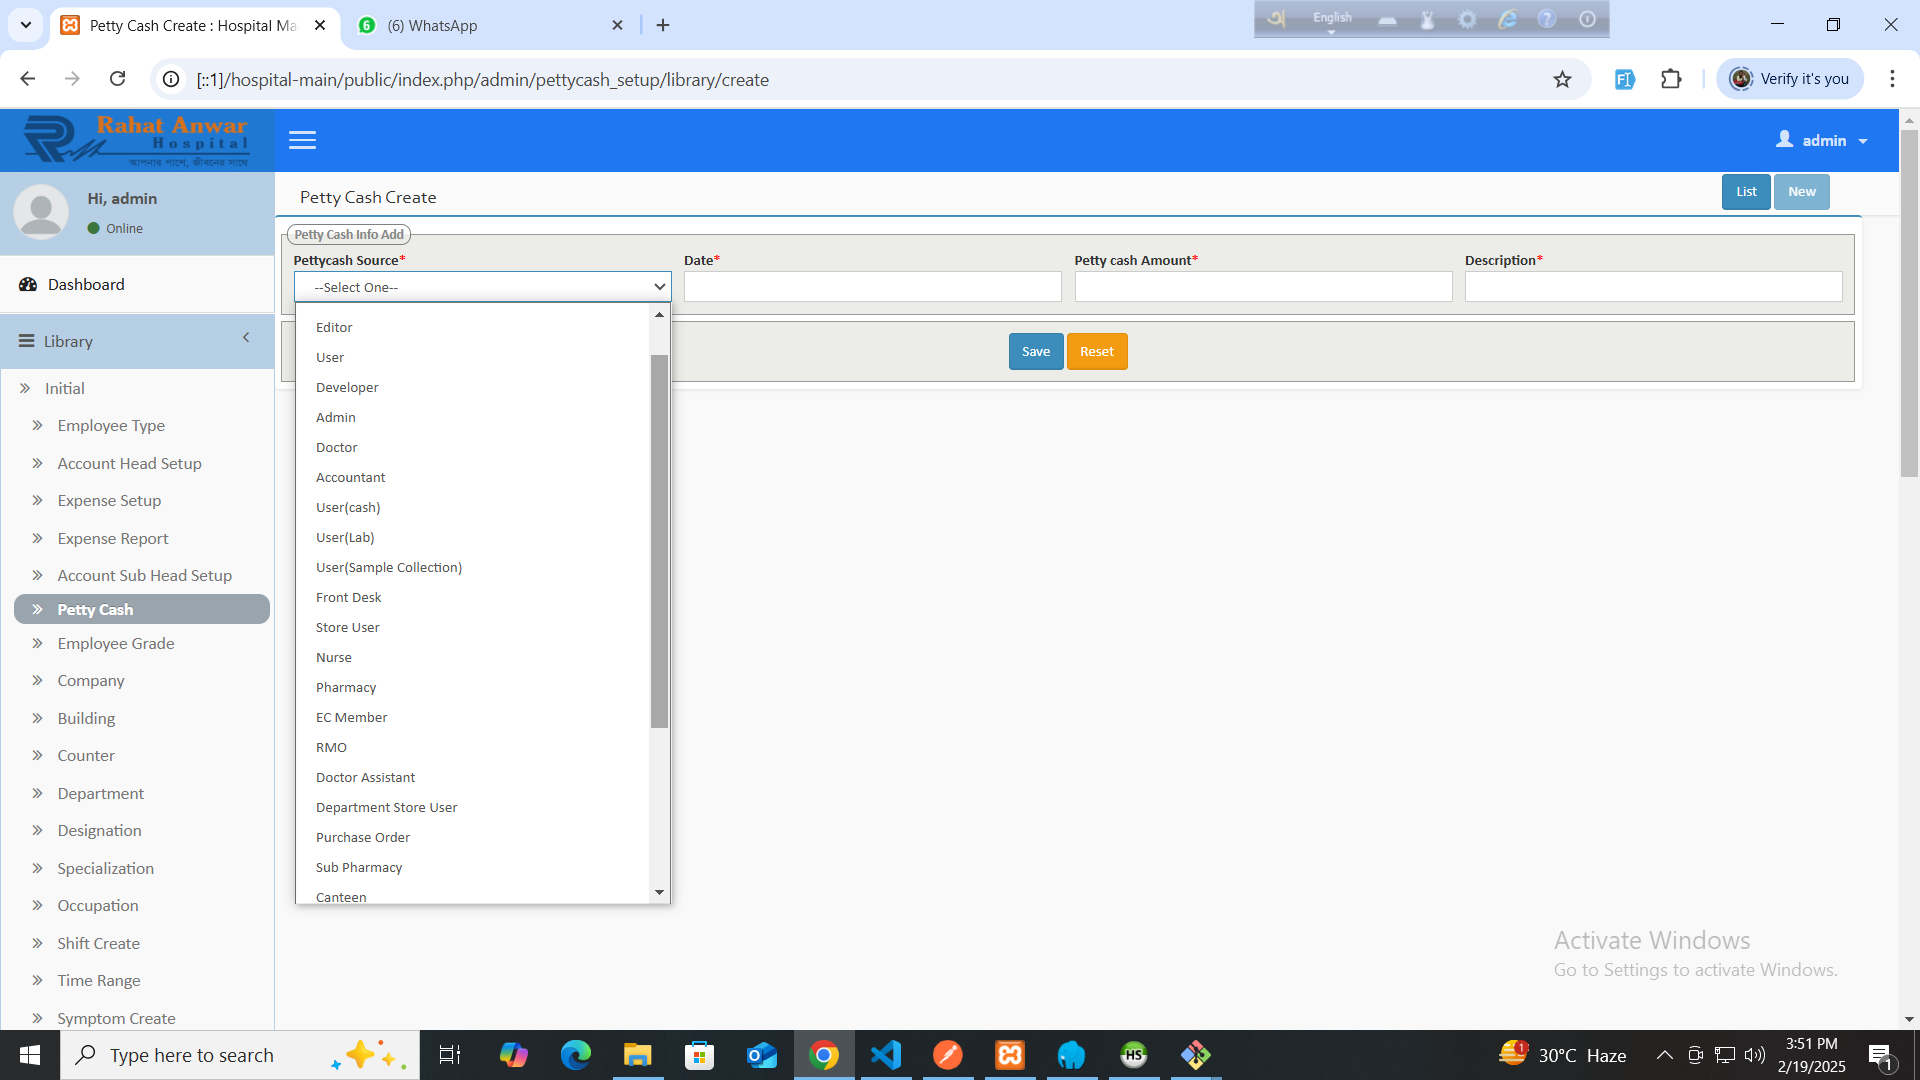 Petty Cash Create : Hospital Ma
(6) WhatsApp
English
[::1]/hospital-main/public/index.php/admin/pettycash_setup/library/create
Verify it's you
Rahat Anwar
Hospital
আপনার পাশে, জীবনের সাথে
admin
Hi, admin
Online
Petty Cash Create
List
New
Dashboard
Library
Initial
Employee Type
Account Head Setup
Expense Setup
Expense Report
Account Sub Head Setup
Petty Cash
Employee Grade
Company
Building
Counter
Department
Designation
Specialization
Occupation
Shift Create
Time Range
Symptom Create
Petty Cash Info Add
Pettycash Source*
Date*
Petty cash Amount*
Description*
--Select One--
Editor
User
Developer
Admin
Doctor
Accountant
User(cash)
User(Lab)
User(Sample Collection)
Front Desk
Store User
Nurse
Pharmacy
EC Member
RMO
Doctor Assistant
Department Store User
Purchase Order
Sub Pharmacy
Canteen
Save
Reset
Activate Windows
Go to Settings to activate Windows.
Type here to search
HS
1
30°C Haze
3:51 PM
2/19/2025
1